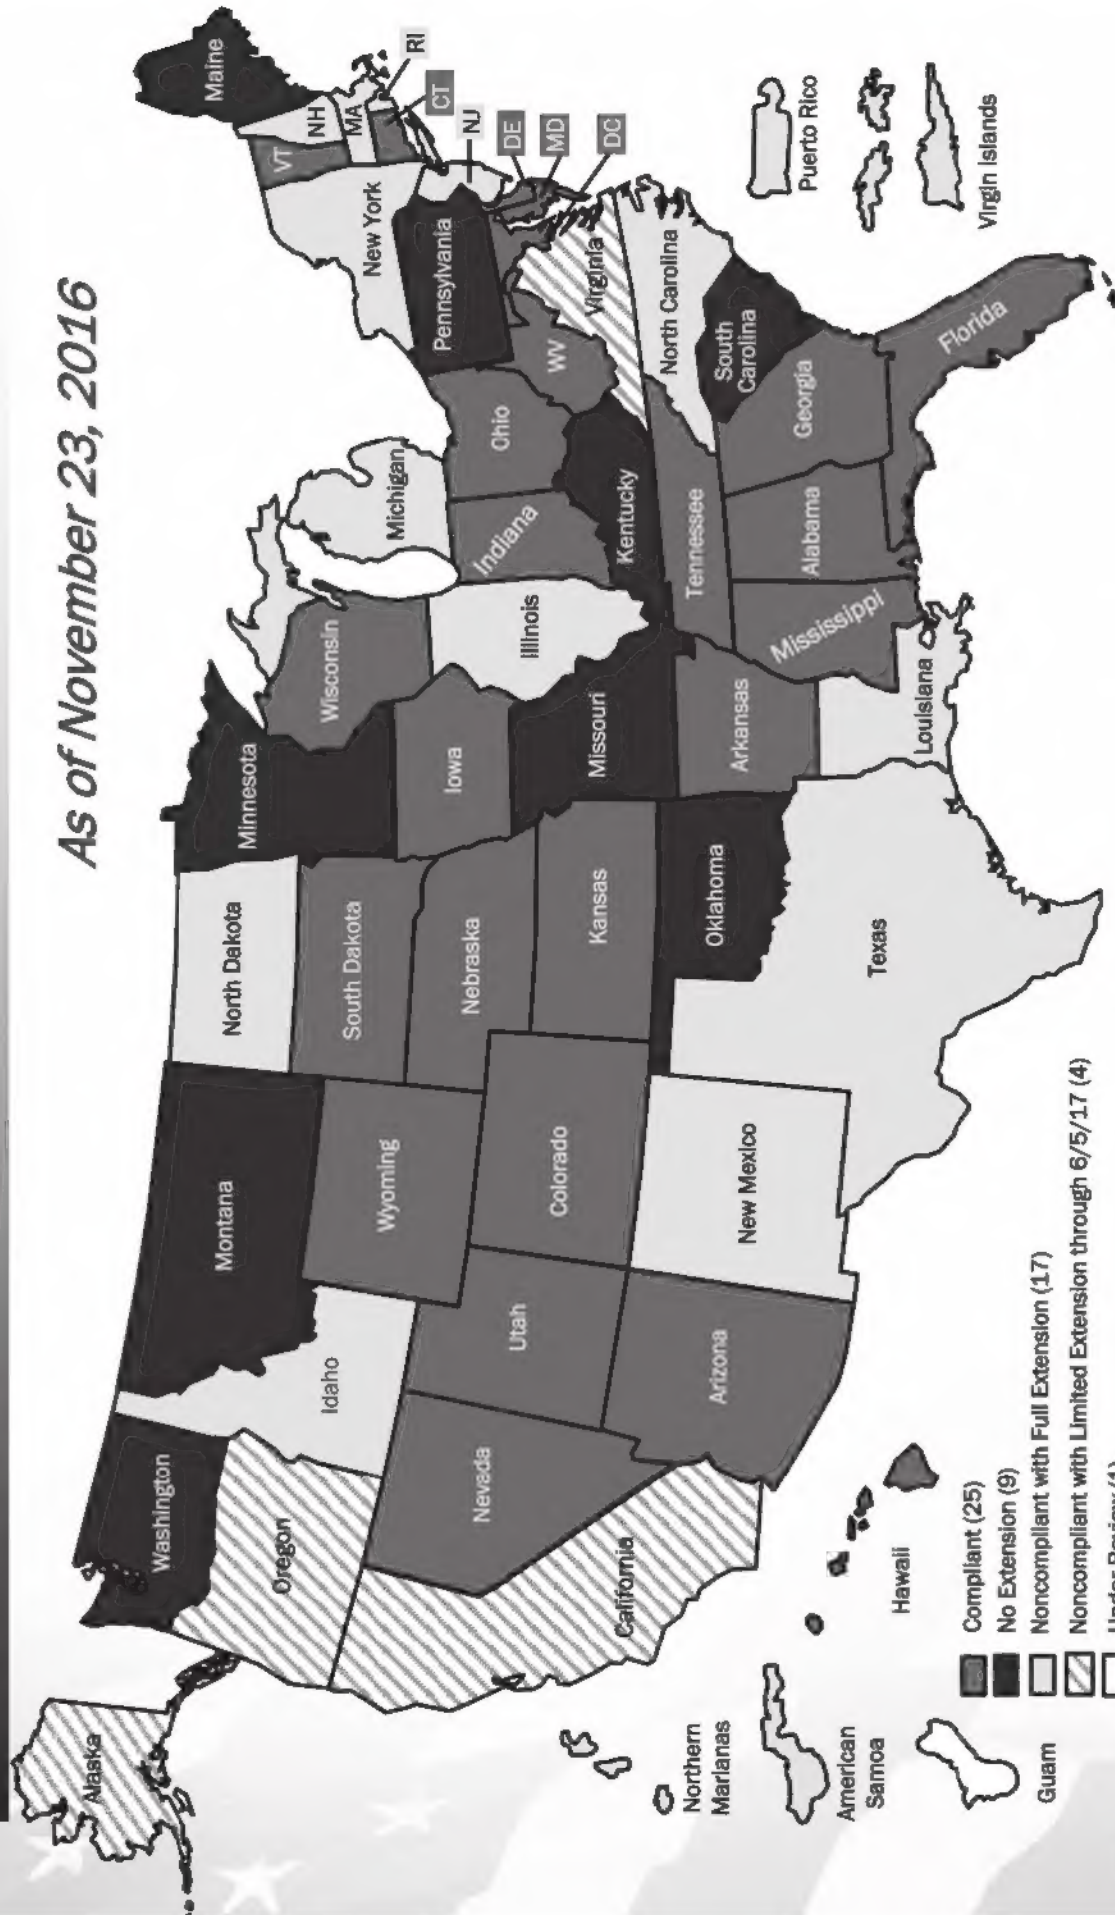 As of November 23, 2016
Alaska
Washington
Oregon
California
Idaho
Nevada
Montana
Wyoming
Utah
Colorado
Arizona
New Mexico
North Dakota
South Dakota
Nebraska
Kansas
Oklahoma
Texas
Minnesota
Iowa
Missouri
Arkansas
Louisiana
Wisconsin
Illinois
Michigan
Indiana
Ohio
Kentucky
Tennessee
Mississippi
Alabama
Georgia
Florida
South
Carolina
North Carolina
Virginia
WV
Pennsylvania
New York
VT
NH
MA
Maine
RI
CT
NJ
DE
MD
DC
Puerto Rico
Virgin Islands
Northern
Marianas
American
Samoa
Guam
Hawaii
Compliant (25)
No Extension (9)
Noncompliant with Full Extension (17)
Noncompliant with Limited Extension through 6/5/17 (4)
Under Review (1)